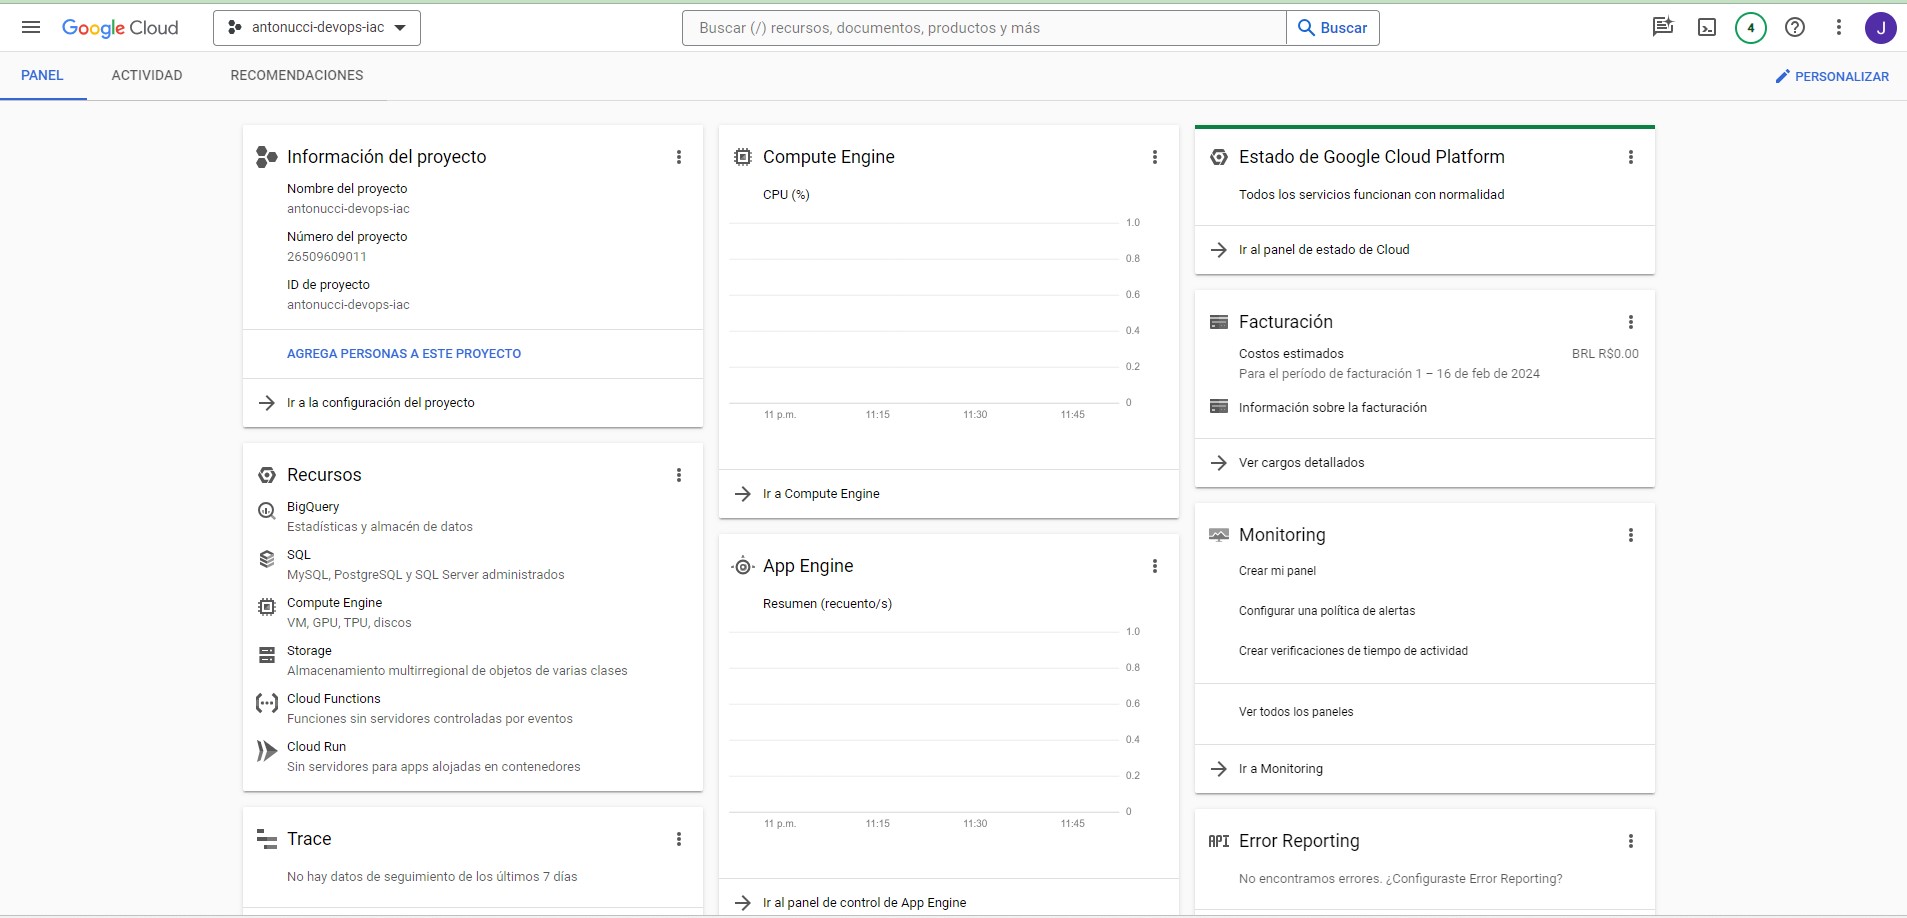 Google Cloud
antonucci-devops-iac
Buscar (/) recursos, documentos, productos y más
Buscar
4
J
PANEL
ACTIVIDAD
RECOMENDACIONES
PERSONALIZAR
Información del proyecto
Nombre del proyecto
antonucci-devops-iac
Número del proyecto
26509609011
ID de proyecto
antonucci-devops-iac
AGREGA PERSONAS A ESTE PROYECTO
Ir a la configuración del proyecto
Recursos
BigQuery
Estadísticas y almacén de datos
SQL
MySQL, PostgreSQL y SQL Server administrados
Compute Engine
VM, GPU, TPU, discos
Storage
Almacenamiento multirregional de objetos de varias clases
Cloud Functions
Funciones sin servidores controladas por eventos
Cloud Run
Sin servidores para apps alojadas en contenedores
Trace
No hay datos de seguimiento de los últimos 7 días
Compute Engine
CPU (%)
1.0
0.8
0.6
0.4
0.2
0
11 p.m. 11:15 11:30 11:45
Ir a Compute Engine
App Engine
Resumen (recuento/s)
1.0
0.8
0.6
0.4
0.2
0
11 p.m. 11:15 11:30 11:45
Ir al panel de control de App Engine
Estado de Google Cloud Platform
Todos los servicios funcionan con normalidad
Ir al panel de estado de Cloud
Facturación
Costos estimados BRL R$0.00
Para el período de facturación 1 – 16 de feb de 2024
Información sobre la facturación
Ver cargos detallados
Monitoring
Crear mi panel
Configurar una política de alertas
Crear verificaciones de tiempo de actividad
Ver todos los paneles
Ir a Monitoring
API Error Reporting
No encontramos errores. ¿Configuraste Error Reporting?